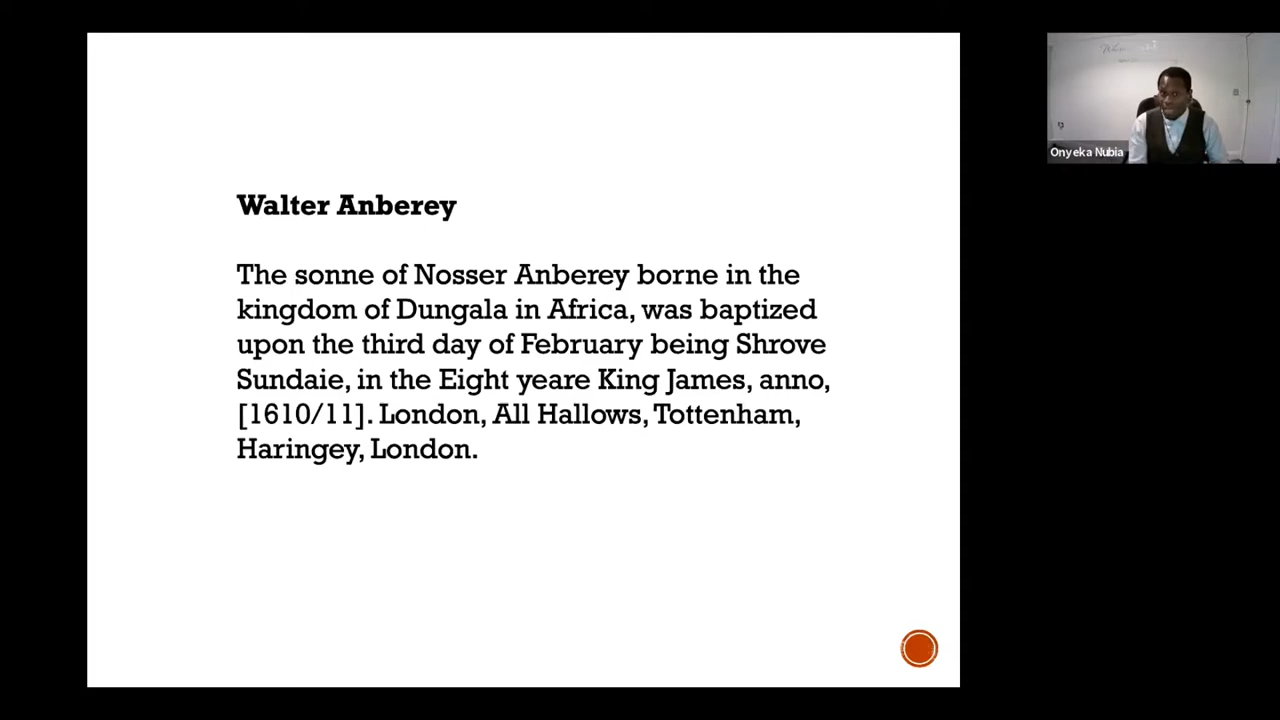 Walter Anberey
The sonne of Nosser Anberey borne in the
kingdom of Dungala in Africa, was baptized
upon the third day of February being Shrove
Sundaie, in the Eight yeare King James, anno,
[1610/11]. London, All Hallows, Tottenham,
Haringey, London.
Onyeka Nubia